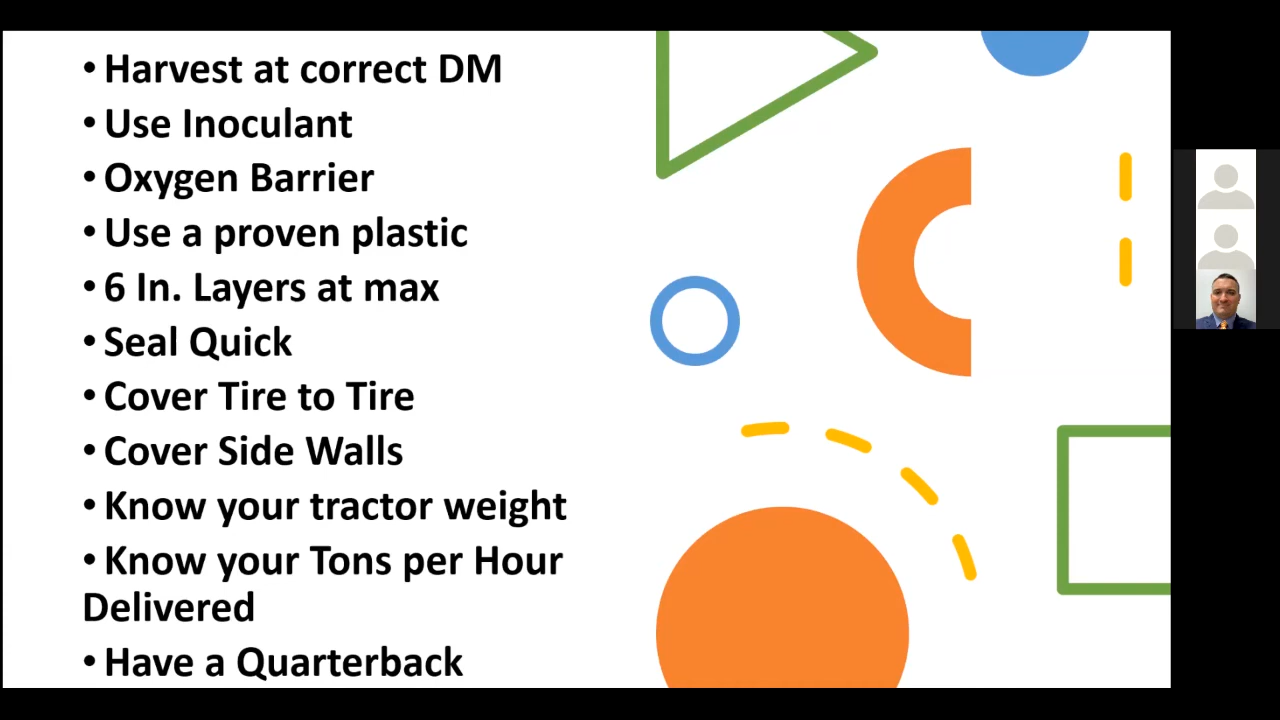 • Harvest at correct DM
• Use Inoculant
• Oxygen Barrier
• Use a proven plastic
• 6 In. Layers at max
• Seal Quick
• Cover Tire to Tire
• Cover Side Walls
• Know your tractor weight
• Know your Tons per Hour
Delivered
• Have a Quarterback